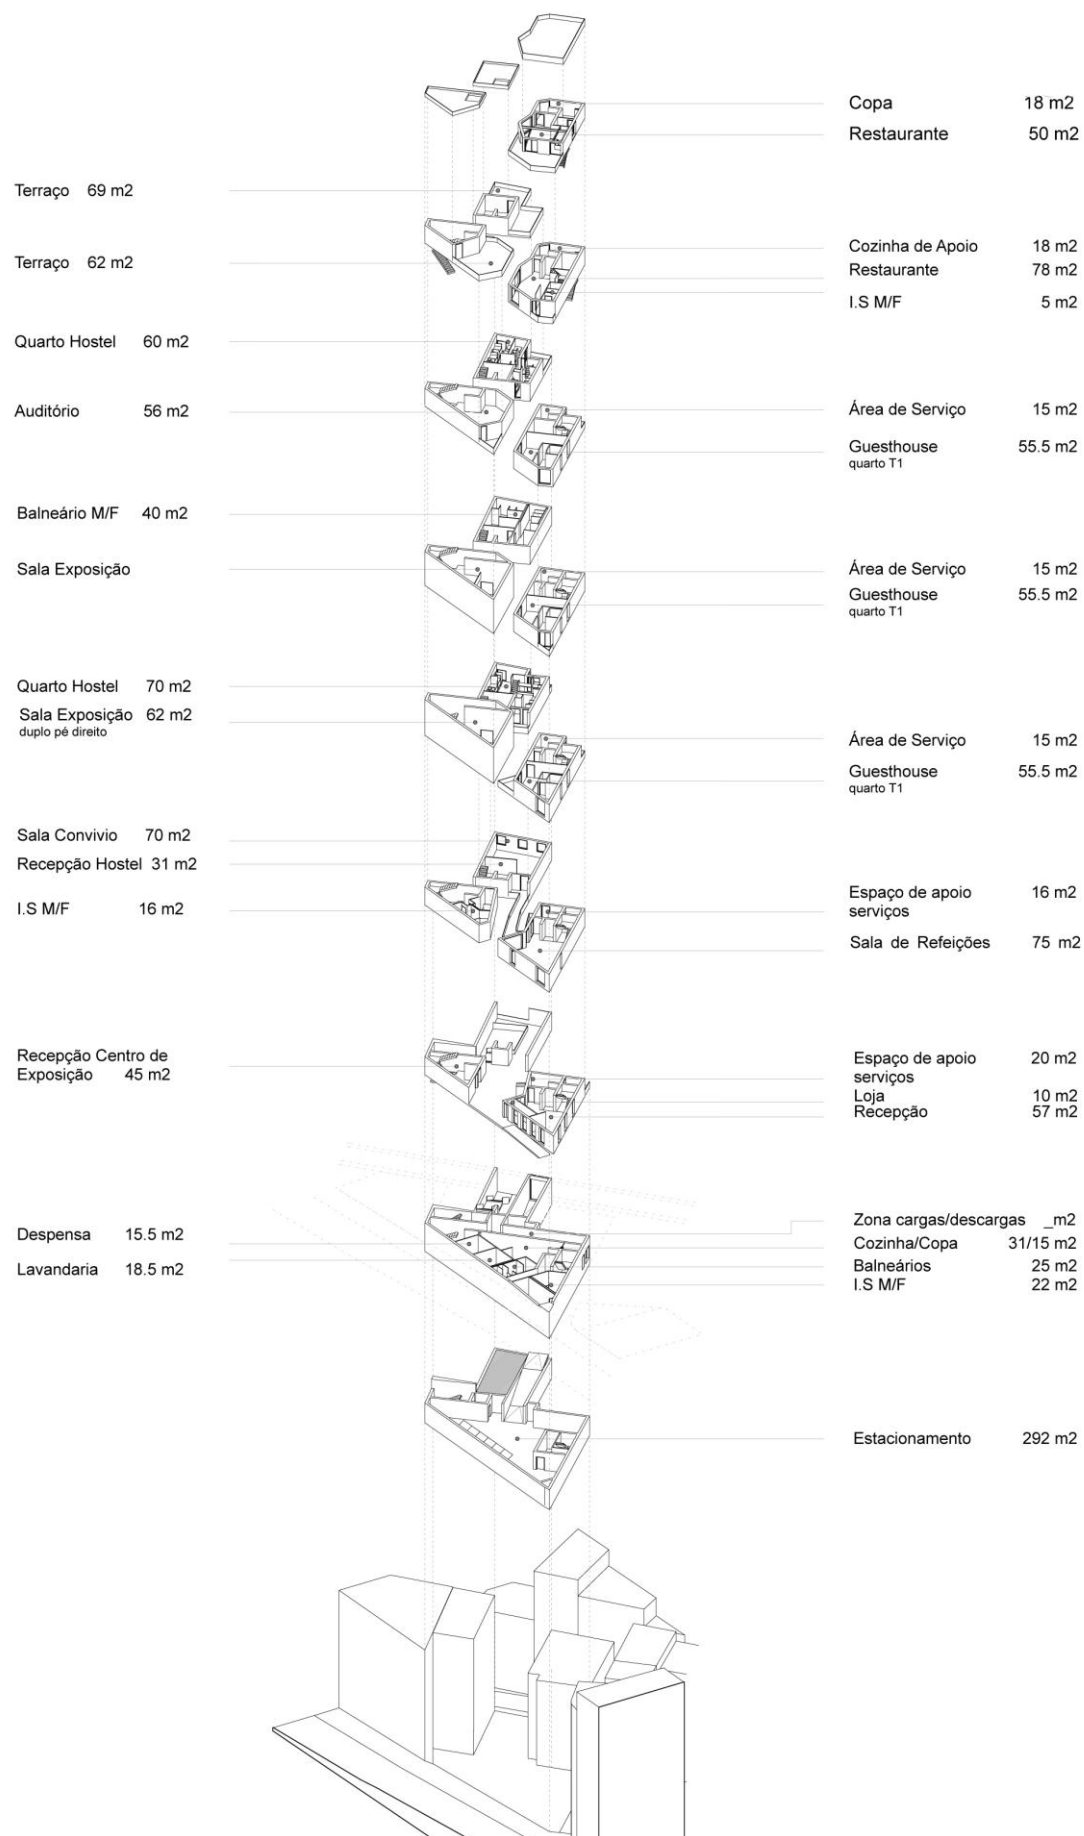 Copa 18 m2
Restaurante 50 m2
Terraço 69 m2
Terraço 62 m2
Cozinha de Apoio 18 m2
Restaurante 78 m2
I.S M/F 5 m2
Quarto Hostel 60 m2
Auditório 56 m2
Área de Serviço 15 m2
Guesthouse 55.5 m2
quarto T1
Balneário M/F 40 m2
Sala Exposição
Área de Serviço 15 m2
Guesthouse 55.5 m2
quarto T1
Quarto Hostel 70 m2
Sala Exposição 62 m2
duplo pé direito
Área de Serviço 15 m2
Guesthouse 55.5 m2
quarto T1
Sala Convivio 70 m2
Recepção Hostel 31 m2
I.S M/F 16 m2
Espaço de apoio 16 m2
serviços
Sala de Refeições 75 m2
Recepção Centro de
Exposição 45 m2
Espaço de apoio 20 m2
serviços
Loja 10 m2
Recepção 57 m2
Despensa 15.5 m2
Lavandaria 18.5 m2
Zona cargas/descargas _m2
Cozinha/Copa 31/15 m2
Balneários 25 m2
I.S M/F 22 m2
Estacionamento 292 m2